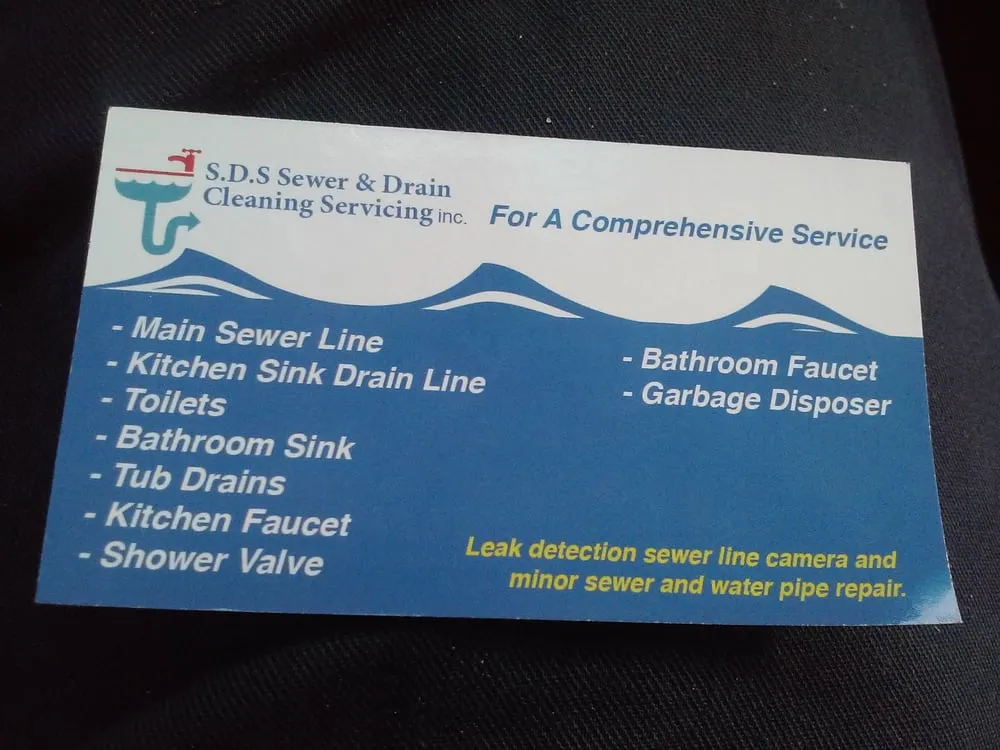 S.D.S Sewer & Drain
Cleaning Servicing inc.
For A Comprehensive Service
- Main Sewer Line
- Kitchen Sink Drain Line
- Toilets
- Bathroom Sink
- Tub Drains
- Kitchen Faucet
- Shower Valve
- Bathroom Faucet
- Garbage Disposer
Leak detection sewer line camera and
minor sewer and water pipe repair.